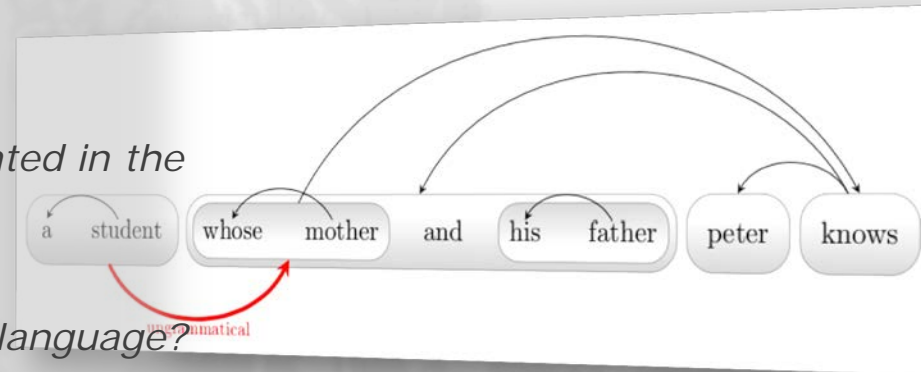 nted in the
a student whose mother and his father peter knows
ungrammatical
language?